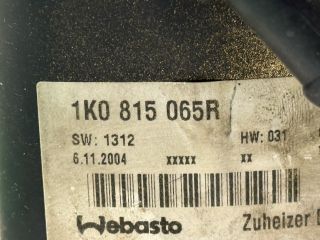 1K0 815 065R
SW: 1312 HW: 031
6.11.2004 xxxxx xx
Webasto Zuheizer